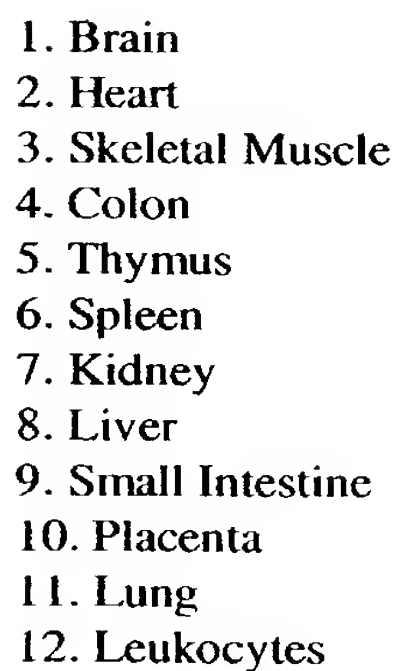 1. Brain
2. Heart
3. Skeletal Muscle
4. Colon
5. Thymus
6. Spleen
7. Kidney
8. Liver
9. Small Intestine
10. Placenta
11. Lung
12. Leukocytes